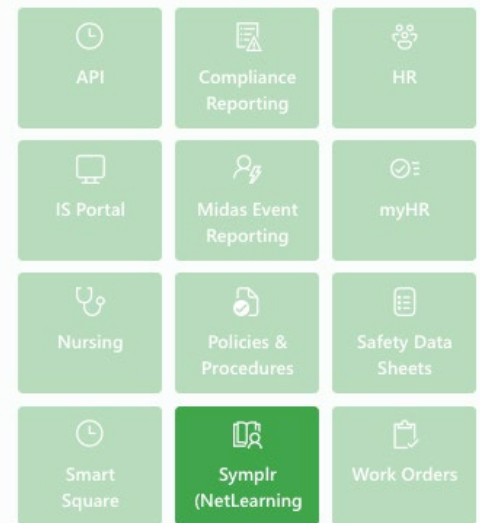 API
Compliance
Reporting
HR
IS Portal
Midas Event
Reporting
myHR
Nursing
Policies &
Procedures
Safety Data
Sheets
Smart
Square
Symplr
(NetLearning
Work Orders